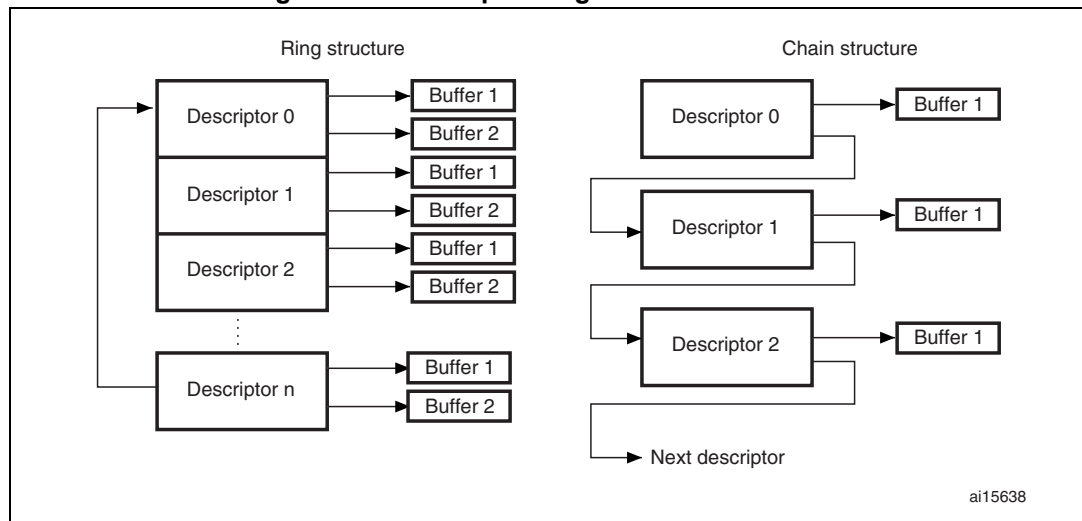 Ring structure
Descriptor 0
Buffer 1
Buffer 2
Descriptor 1
Buffer 1
Buffer 2
Descriptor 2
Buffer 1
Buffer 2
Descriptor n
Buffer 1
Buffer 2
Chain structure
Descriptor 0
Buffer 1
Descriptor 1
Buffer 1
Descriptor 2
Buffer 1
Next descriptor
ai15638